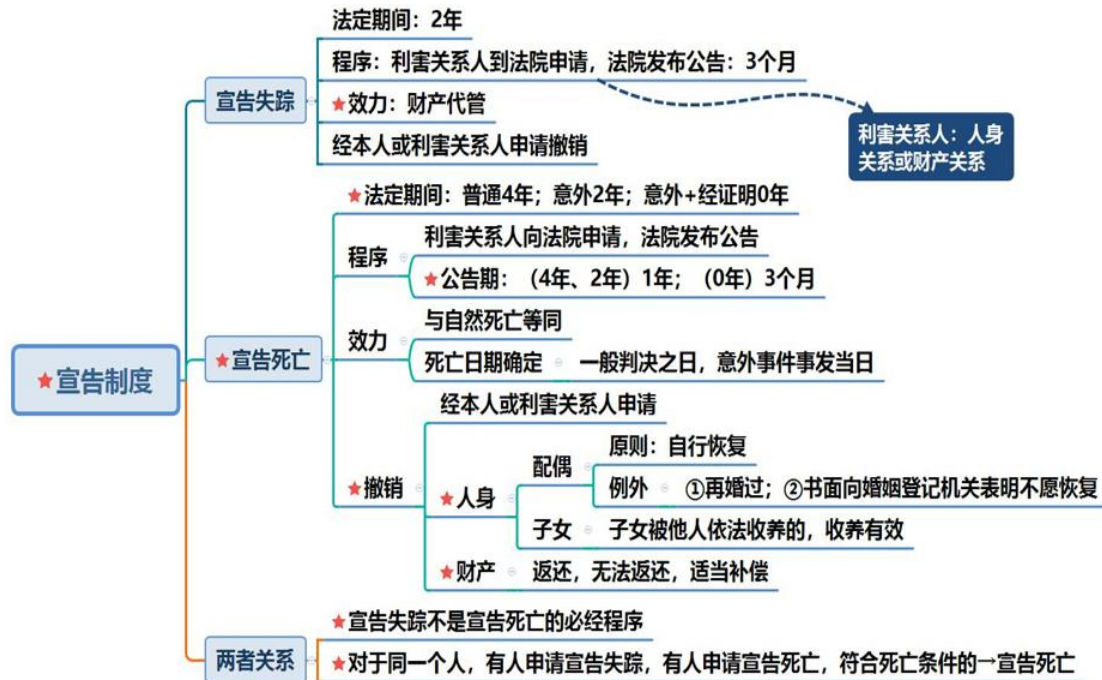 ★宣告制度
宣告失踪
法定期间：2年
程序：利害关系人到法院申请，法院发布公告：3个月
利害关系人：人身
关系或财产关系
★效力：财产代管
经本人或利害关系人申请撤销
★宣告死亡
★法定期间：普通4年；意外2年；意外+经证明0年
程序
利害关系人向法院申请，法院发布公告
★公告期：（4年、2年）1年；（0年）3个月
效力
与自然死亡等同
死亡日期确定
一般判决之日，意外事件事发当日
★撤销
经本人或利害关系人申请
★人身
配偶
原则：自行恢复
例外
①再婚过；②书面向婚姻登记机关表明不愿恢复
子女
子女被他人依法收养的，收养有效
★财产
返还，无法返还，适当补偿
两者关系
★宣告失踪不是宣告死亡的必经程序
★对于同一个人，有人申请宣告失踪，有人申请宣告死亡，符合死亡条件的→宣告死亡